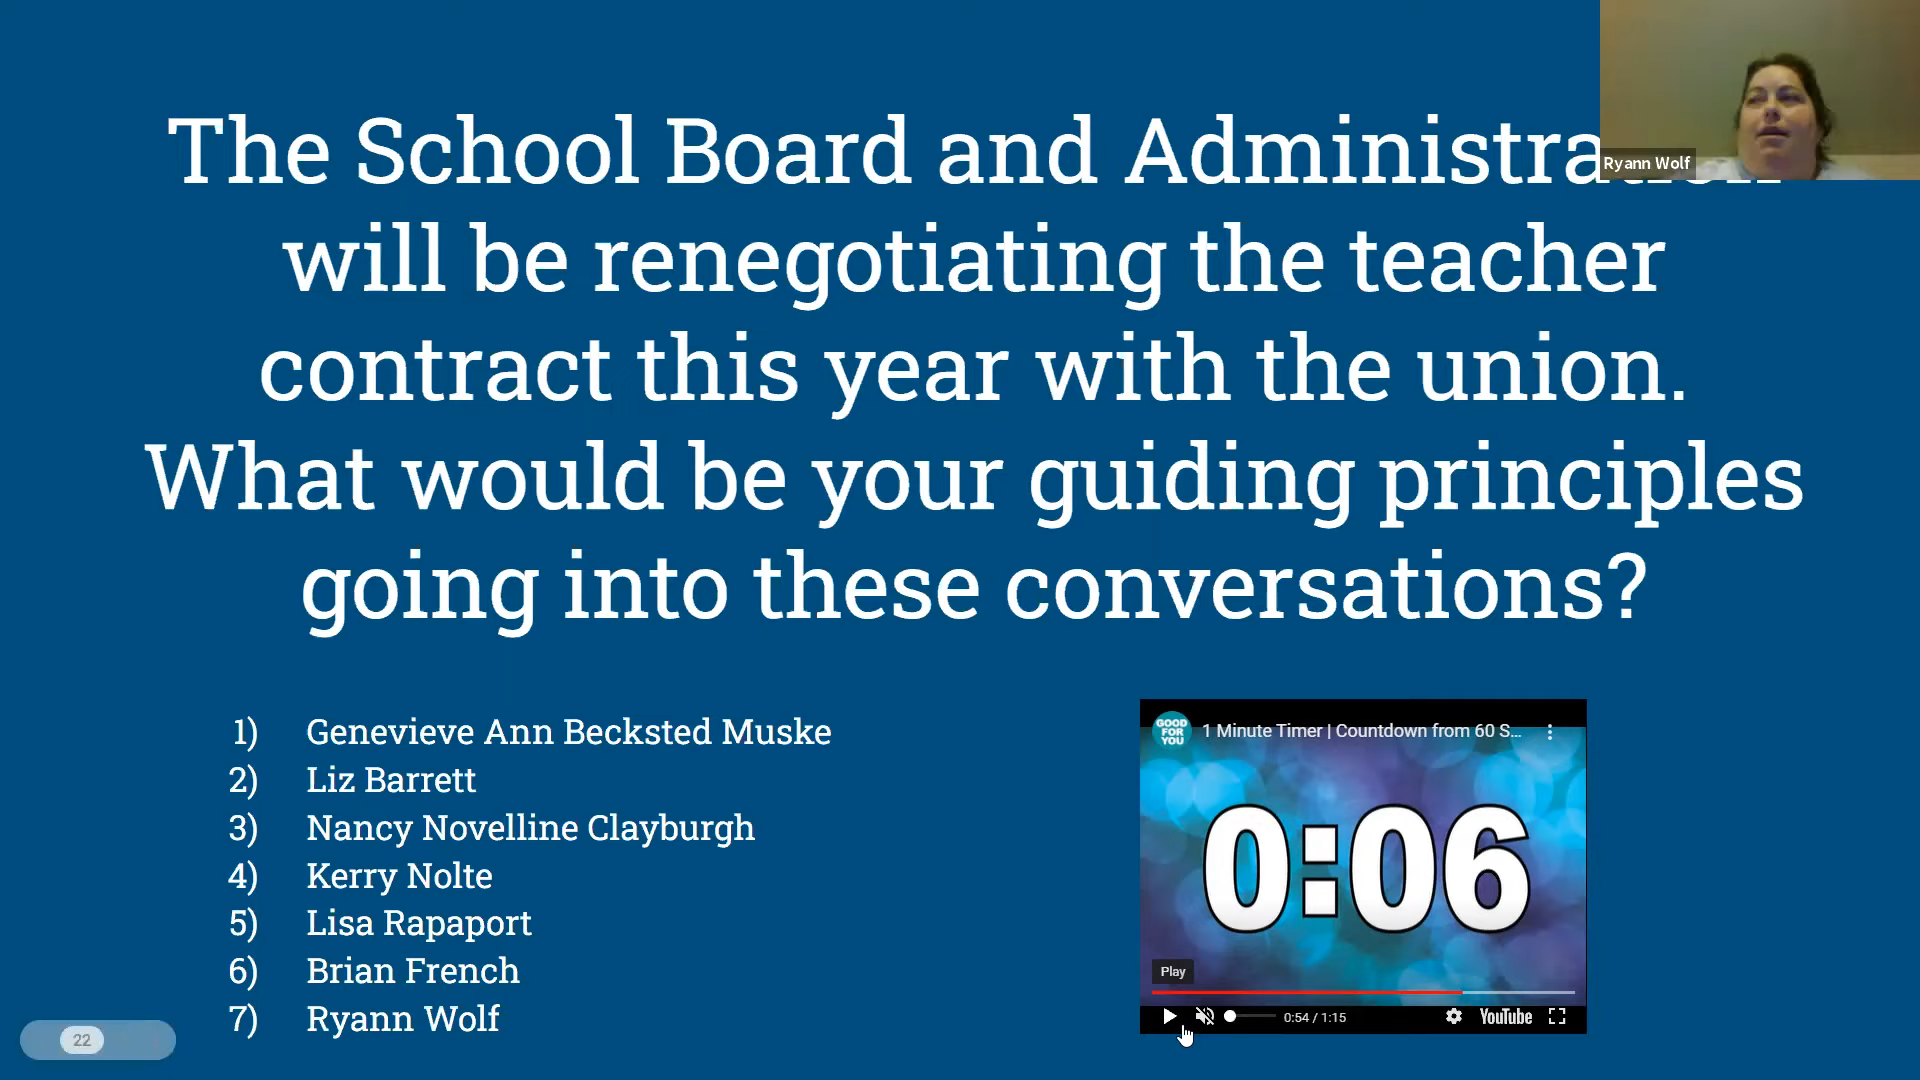 The School Board and Administration
Ryann Wolf
will be renegotiating the teacher
contract this year with the union.
What would be your guiding principles
going into these conversations?
1) Genevieve Ann Becksted Muske
2) Liz Barrett
3) Nancy Novelline Clayburgh
4) Kerry Nolte
5) Lisa Rapaport
6) Brian French
7) Ryann Wolf
GOOD
FOR
YOU
1 Minute Timer | Countdown from 60 S...
0:06
Play
0:54 / 1:15
YouTube
22